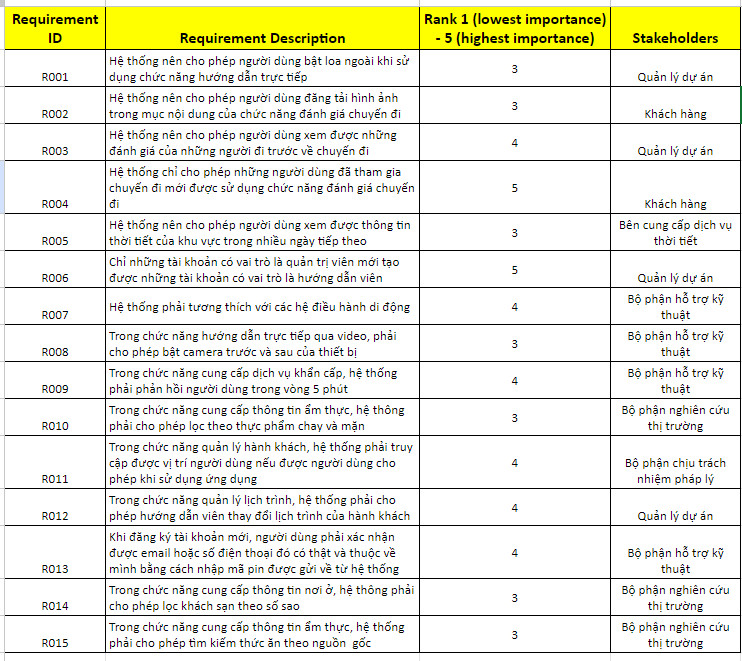 Requirement ID
Requirement Description
Rank 1 (lowest importance)
- 5 (highest importance)
Stakeholders
R001
Hệ thống nên cho phép người dùng bật loa ngoài khi sử
dụng chức năng hướng dẫn trực tiếp
3
Quản lý dự án
R002
Hệ thống nên cho phép người dùng đăng tải hình ảnh
trong mục nội dung của chức năng đánh giá chuyến đi
3
Khách hàng
R003
Hệ thống nên cho phép người dùng xem được những
đánh giá của những người đi trước về chuyến đi
4
Quản lý dự án
R004
Hệ thống chỉ cho phép những người dùng đã tham gia
chuyến đi mới được sử dụng chức năng đánh giá chuyến
đi
5
Khách hàng
R005
Hệ thống nên cho phép người dùng xem được thông tin
thời tiết của khu vực trong nhiều ngày tiếp theo
3
Bên cung cấp dịch vụ
thời tiết
R006
Chỉ những tài khoản có vai trò là quản trị viên mới tạo
được những tài khoản có vai trò là hướng dẫn viên
5
Quản lý dự án
R007
Hệ thống phải tương thích với các hệ điều hành di động
4
Bộ phận hỗ trợ kỹ
thuật
R008
Trong chức năng hướng dẫn trực tiếp qua video, phải
cho phép bật camera trước và sau của thiết bị
3
Bộ phận hỗ trợ kỹ
thuật
R009
Trong chức năng cung cấp dịch vụ khẩn cấp, hệ thống
phải phản hồi người dùng trong vòng 5 phút
4
Bộ phận hỗ trợ kỹ
thuật
R010
Trong chức năng cung cấp thông tin ẩm thực, hệ thông
phải cho phép lọc theo thực phẩm chay và mặn
3
Bộ phận nghiên cứu
thị trường
R011
Trong chức năng quản lý hành khách, hệ thống phải truy
cập được vị trí người dùng nếu được người dùng cho
phép khi sử dụng ứng dụng
4
Bộ phận chịu trách
nhiệm pháp lý
R012
Trong chức năng quản lý lịch trình, hệ thống phải cho
phép hướng dẫn viên thay đổi lịch trình của hành khách
4
Quản lý dự án
R013
Khi đăng ký tài khoản mới, người dùng phải xác nhận
được email hoặc số điện thoại đó có thật và thuộc về
mình bằng cách nhập mã pin được gửi về từ hệ thống
4
Bộ phận hỗ trợ kỹ
thuật
R014
Trong chức năng cung cấp thông tin nơi ở, hệ thông phải
cho phép lọc khách sạn theo số sao
3
Bộ phận nghiên cứu
thị trường
R015
Trong chức năng cung cấp thông tin ẩm thực, hệ thống
phải cho phép tìm kiếm thức ăn theo nguồn  gốc
3
Bộ phận nghiên cứu
thị trường